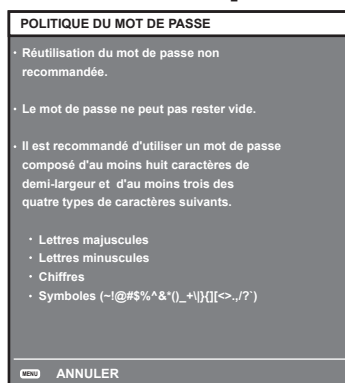 POLITIQUE DU MOT DE PASSE
· Réutilisation du mot de passe non
recommandée.
· Le mot de passe ne peut pas rester vide.
· Il est recommandé d'utiliser un mot de passe
composé d'au moins huit caractères de
demi-largeur et d'au moins trois des
quatre types de caractères suivants.
· Lettres majuscules
· Lettres minuscules
· Chiffres
· Symboles (~!@#$%^&*()_+\|}{][<>.,/?`)
MENU ANNULER